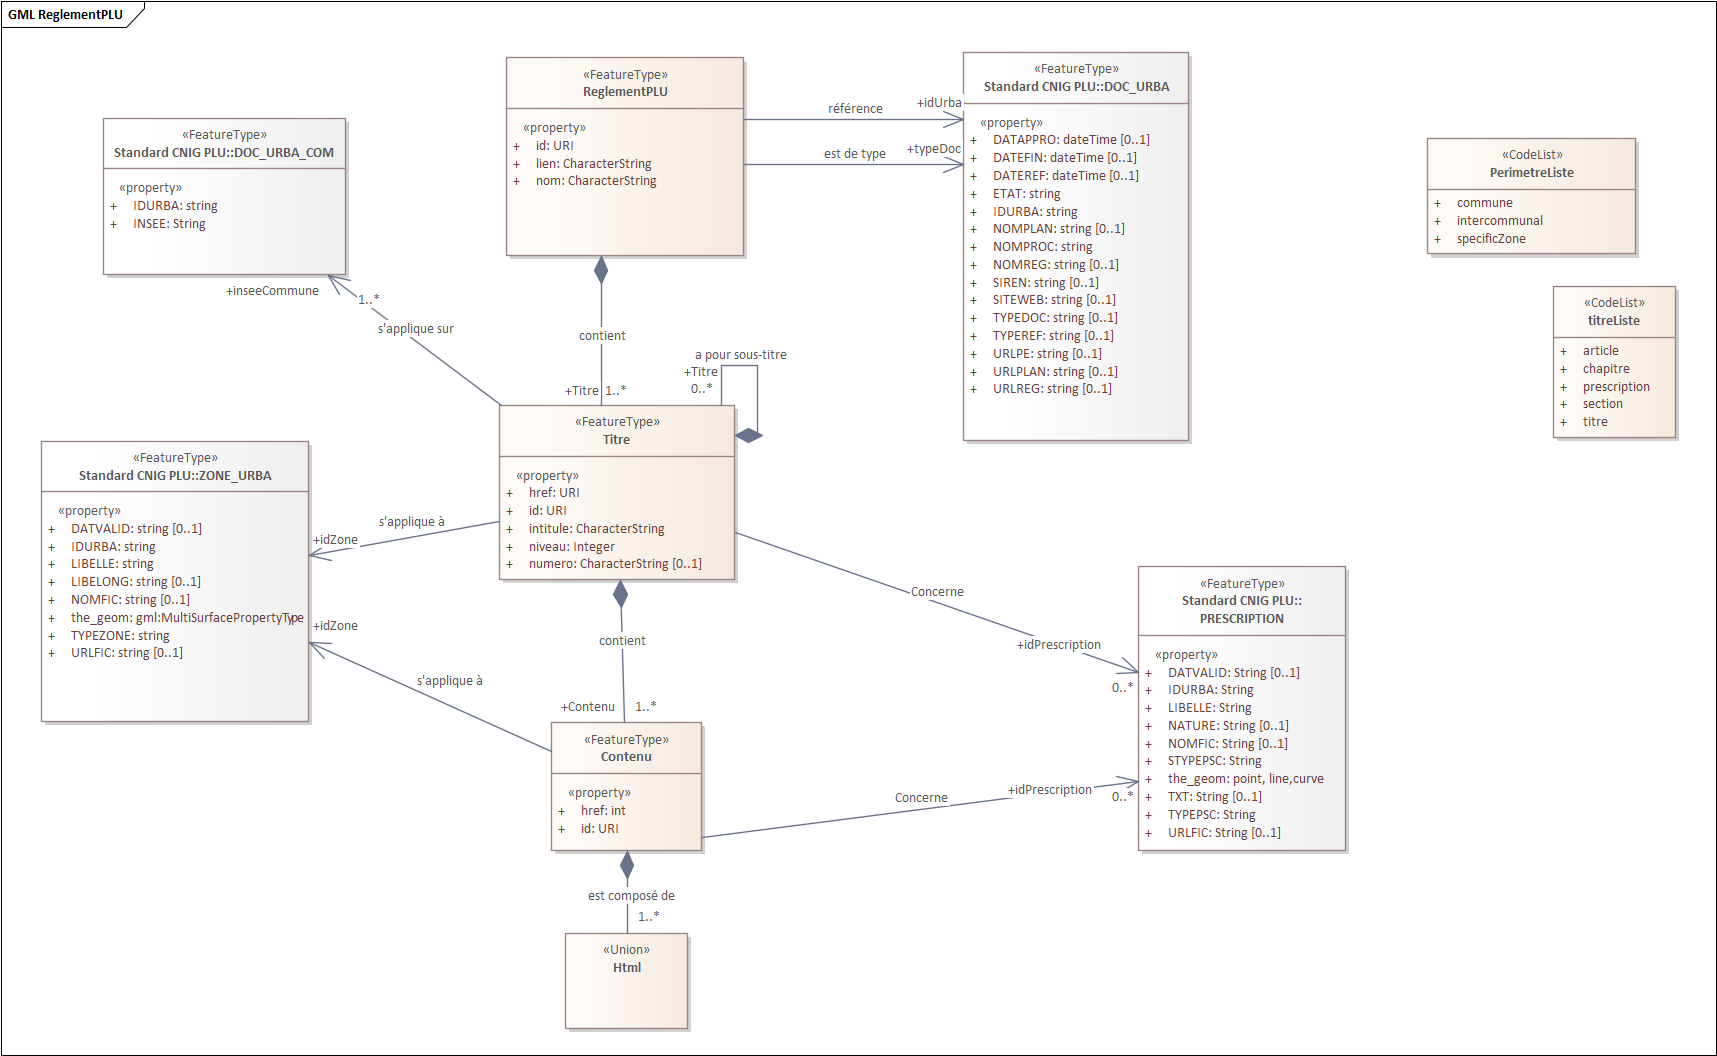 GML ReglementPLU
«FeatureType»
ReglementPLU
«property»
+ id: URI
+ lien: CharacterString
+ nom: CharacterString
référence
+idUrba
est de type
+typeDoc
«FeatureType»
Standard CNIG PLU::DOC_URBA
«property»
+ DATAPPRO: dateTime [0..1]
+ DATEFIN: dateTime [0..1]
+ DATEREF: dateTime [0..1]
+ ETAT: string
+ IDURBA: string
+ NOMPLAN: string [0..1]
+ NOMPROC: string
+ NOMREG: string [0..1]
+ SIREN: string [0..1]
+ SITEWEB: string [0..1]
+ TYPEDOC: string [0..1]
+ TYPEREF: string [0..1]
+ URLPE: string [0..1]
+ URLPLAN: string [0..1]
+ URLREG: string [0..1]
«CodeList»
PerimetreListe
+ commune
+ intercommunal
+ specificZone
«CodeList»
titreListe
+ article
+ chapitre
+ prescription
+ section
+ titre
«FeatureType»
Standard CNIG PLU::DOC_URBA_COM
«property»
+ IDURBA: string
+ INSEE: String
+inseeCommune
1..*
s'applique sur
contient
+Titre 1..*
a pour sous-titre
+Titre
0..*
«FeatureType»
Titre
«property»
+ href: URI
+ id: URI
+ intitule: CharacterString
+ niveau: Integer
+ numero: CharacterString [0..1]
«FeatureType»
Standard CNIG PLU::ZONE_URBA
«property»
+ DATVALID: string [0..1]
+ IDURBA: string
+ LIBELLE: string
+ LIBELONG: string [0..1]
+ NOMFIC: string [0..1]
+ the_geom: gml:MultiSurfacePropertyType
+ TYPEZONE: string
+ URLFIC: string [0..1]
s'applique à
+idZone
+idZone
s'applique à
contient
+Contenu 1..*
Concerne
+idPrescription
0..*
«FeatureType»
Standard CNIG PLU::
PRESCRIPTION
«property»
+ DATVALID: String [0..1]
+ IDURBA: String
+ LIBELLE: String
+ NATURE: String [0..1]
+ NOMFIC: String [0..1]
+ STYPEPSC: String
+ the_geom: point, line,curve
+ TXT: String [0..1]
+ TYPEPSC: String
+ URLFIC: String [0..1]
«FeatureType»
Contenu
«property»
+ href: int
+ id: URI
Concerne
+idPrescription
0..*
est composé de
1..*
«Union»
Html